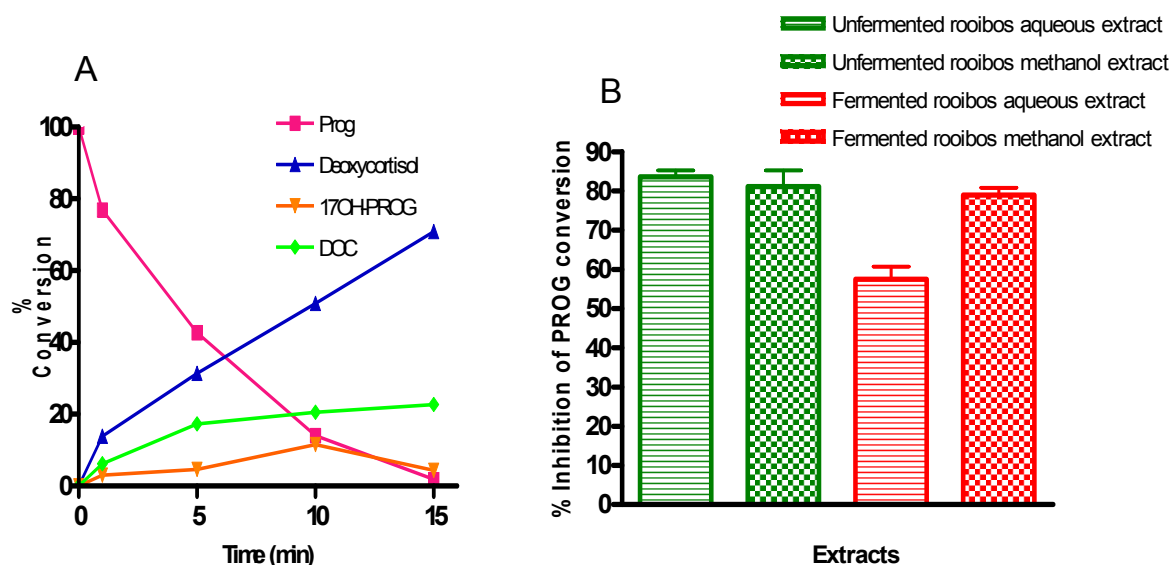 A
Prog
Deoxycortisol
17OH-PROG
DOC
% Conversion
100
80
60
40
20
0
0 5 10 15
Time (min)
Unfermented rooibos aqueous extract
Unfermented rooibos methanol extract
Fermented rooibos aqueous extract
Fermented rooibos methanol extract
B
% Inhibition of PROG conversion
90
80
70
60
50
40
30
20
10
0
Extracts